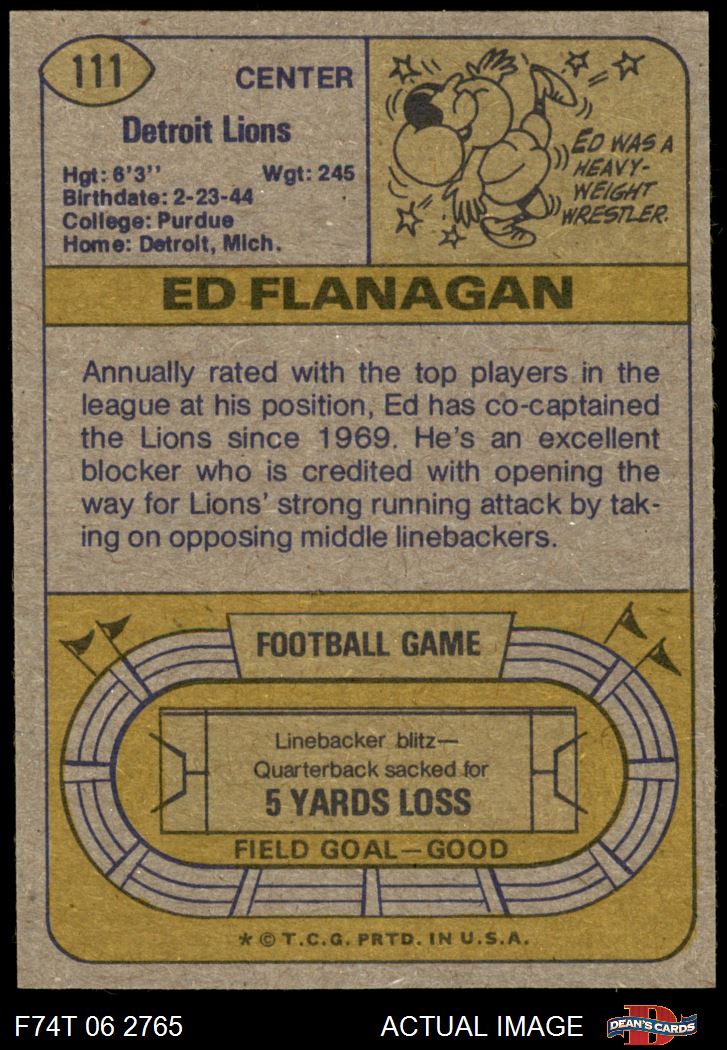 111
CENTER
Detroit Lions
Hgt: 6'3'' Wgt: 245
Birthdate: 2-23-44
College: Purdue
Home: Detroit, Mich.
ED WAS A
HEAVY-
WEIGHT
WRESTLER.
ED FLANAGAN
Annually rated with the top players in the
league at his position, Ed has co-captained
the Lions since 1969. He's an excellent
blocker who is credited with opening the
way for Lions' strong running attack by tak-
ing on opposing middle linebackers.
FOOTBALL GAME
Linebacker blitz—
Quarterback sacked for
5 YARDS LOSS
FIELD GOAL—GOOD
* © T.C.G. PRTD. IN U.S.A.
F74T 06 2765 ACTUAL IMAGE
D
DEAN'S CARDS